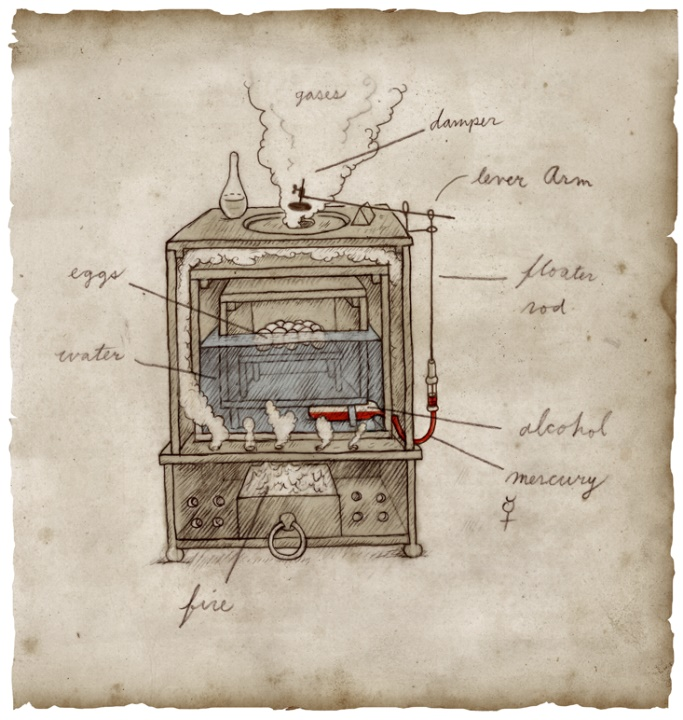 gases
damper
lever Arm
eggs
floater
rod
water
alcohol
mercury
☿
fire